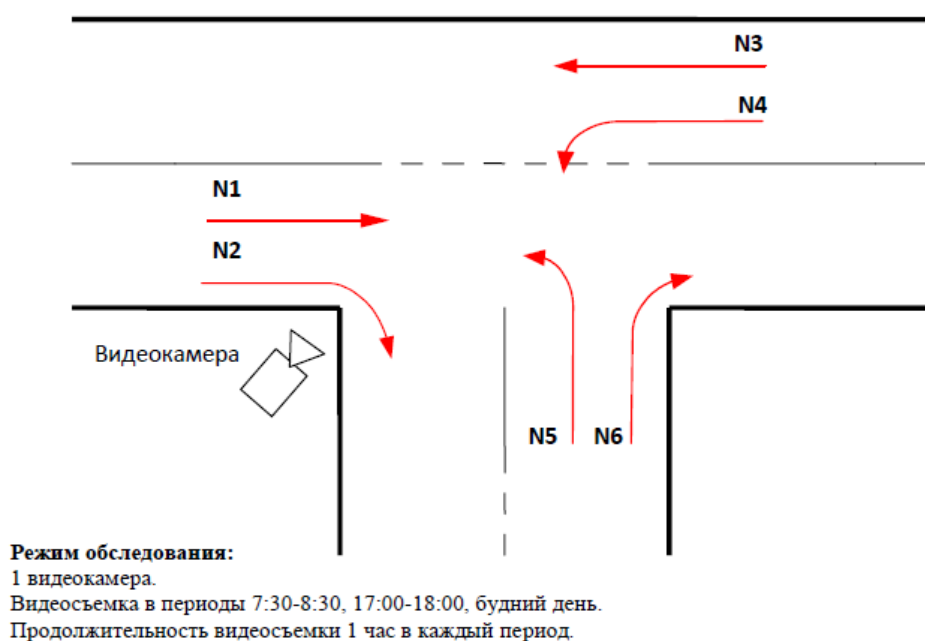 N3
N4
N1
N2
Видеокамера
N5 N6
Режим обследования:
1 видеокамера.
Видеосъемка в периоды 7:30-8:30, 17:00-18:00, будний день.
Продолжительность видеосъемки 1 час в каждый период.